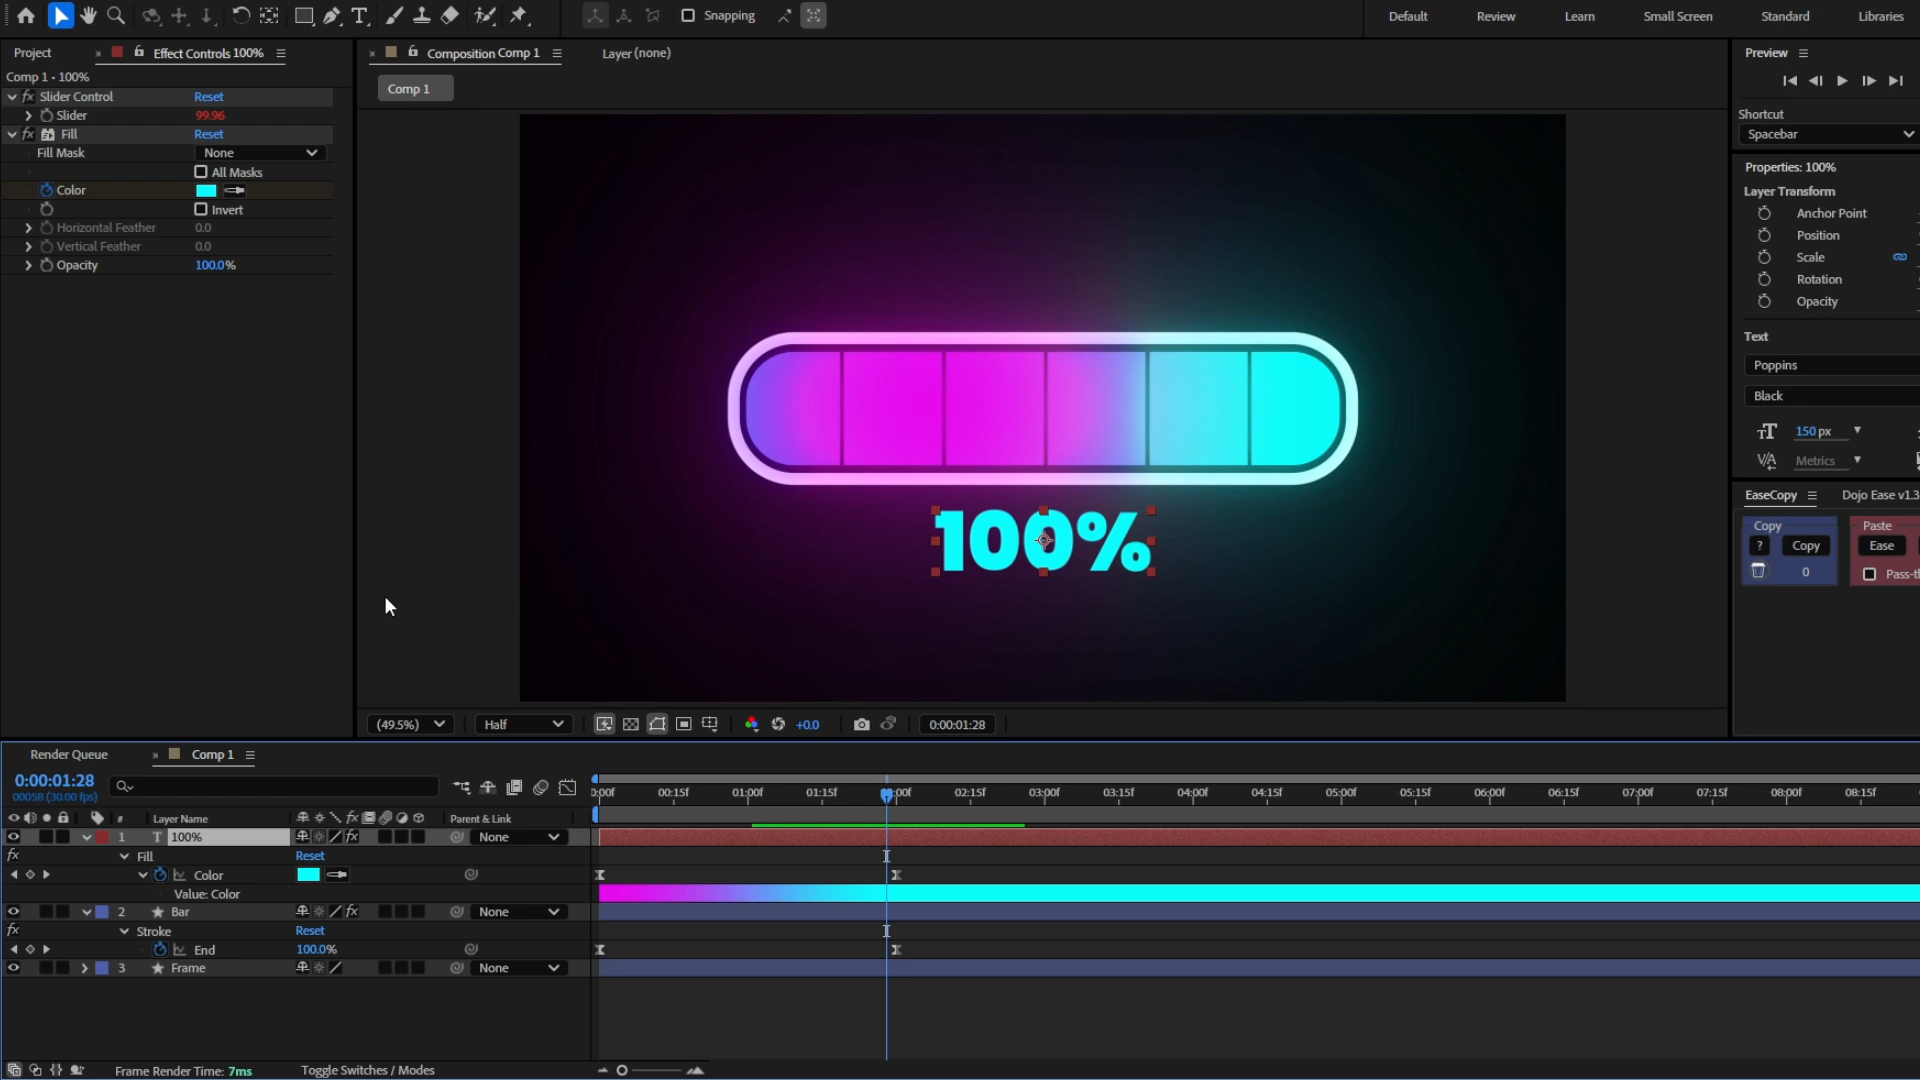 Snapping
Default
Review
Learn
Small Screen
Standard
Libraries
Project
Effect Controls 100%
Comp 1 • 100%
fx Slider Control Reset
Slider 99.96
fx Fill Reset
Fill Mask None
All Masks
Color
Invert
Horizontal Feather 0.0
Vertical Feather 0.0
Opacity 100.0%
Composition Comp 1
Layer (none)
Comp 1
100%
(49.5%)
Half
+0.0
0:00:01:28
Preview
Shortcut
Spacebar
Properties: 100%
Layer Transform
Anchor Point
Position
Scale
Rotation
Opacity
Text
Poppins
Black
150 px
Metrics
EaseCopy
Dojo Ease v1.3
Copy
? Copy
0
Paste
Ease
Render Queue
Comp 1
0:00:01:28
00058 (30.00 fps)
# Layer Name fx Parent & Link
00:15f 01:00f 01:15f 02:15f 03:00f 03:15f 04:00f 04:15f 05:00f 05:15f 06:00f 06:15f 07:00f 07:15f 08:00f 08:15f
1 T 100% fx None
fx Fill Reset
Color
Value: Color
2 Bar fx None
fx Stroke Reset
End 100.0%
3 Frame None
Frame Render Time: 7ms
Toggle Switches / Modes